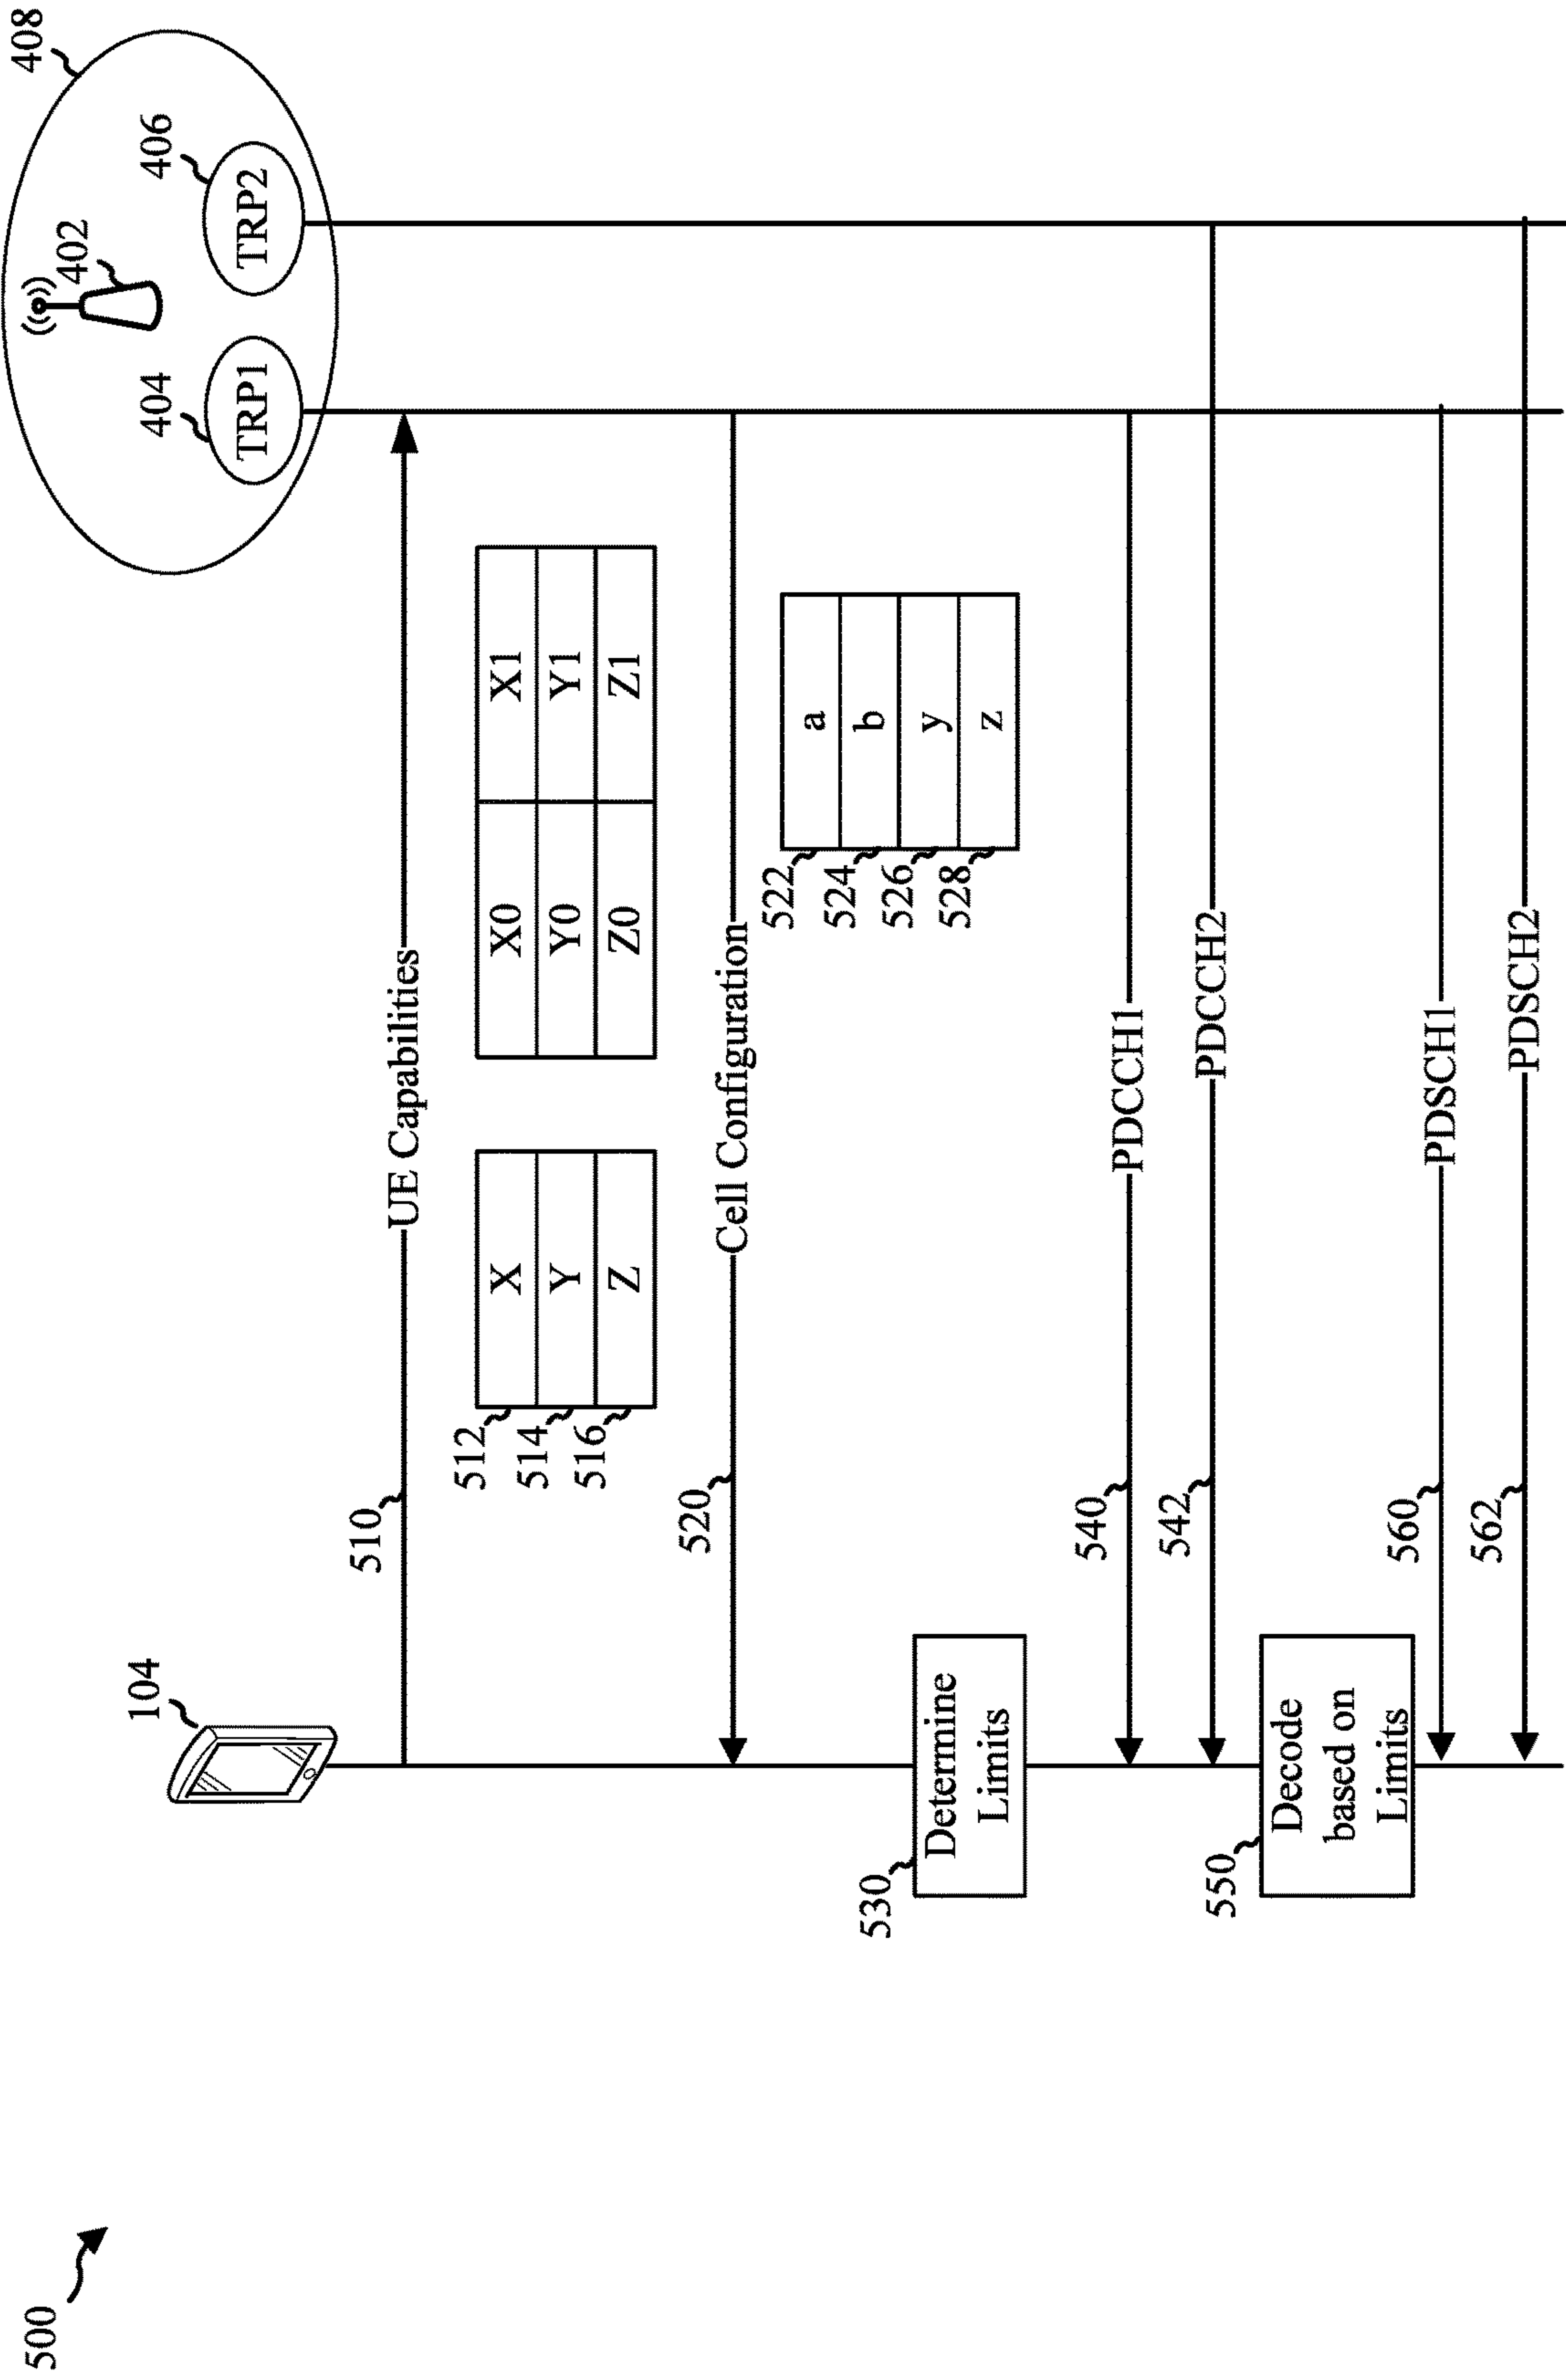 500
408
402
404
406
TRP1
TRP2
104
510
UE Capabilities
512
X
X0
X1
514
Y
Y0
Y1
516
Z
Z0
Z1
520
Cell Configuration
522
a
524
b
526
y
528
z
530
Determine
Limits
540
PDCCH1
542
PDCCH2
550
Decode
based on
Limits
560
PDSCH1
562
PDSCH2